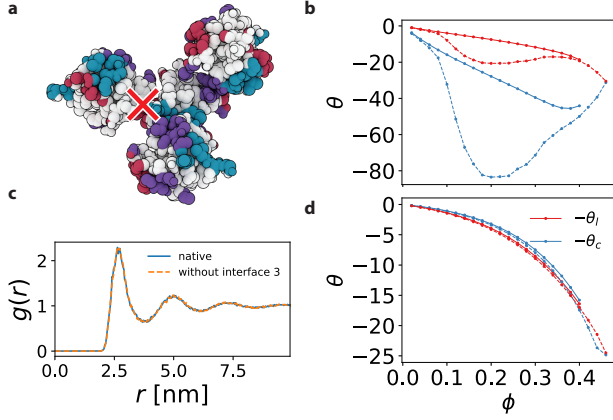 a
b
0
−20
−40
−60
−80
θ
c
2
1
0
g(r)
native
without interface 3
0.0
2.5
5.0
7.5
r [nm]
d
0
−5
−10
−15
−20
−25
θ
−θl
−θc
0.0
0.1
0.2
0.3
0.4
ϕ